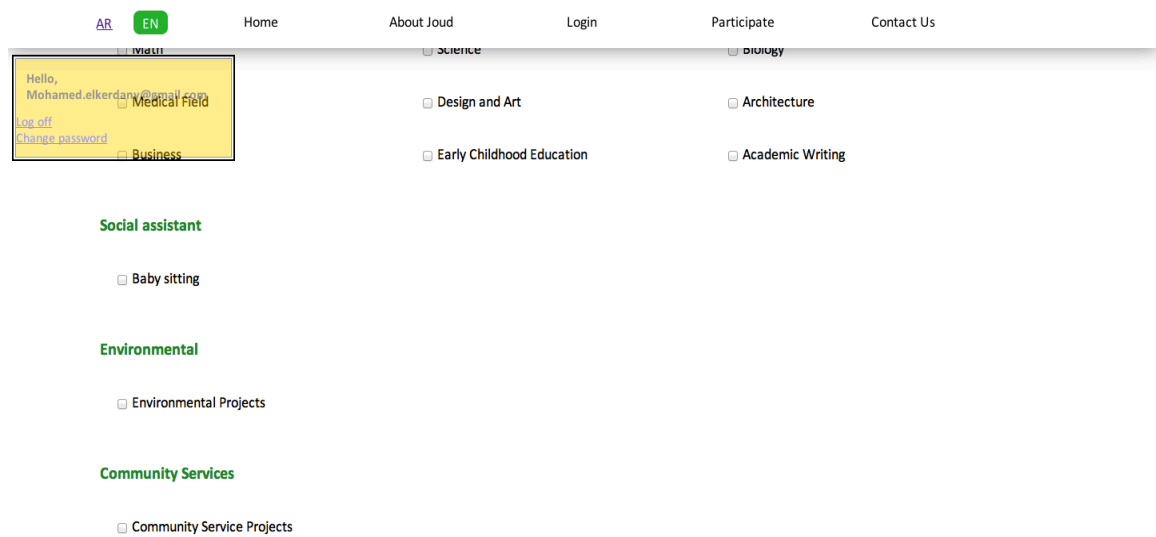 AR EN Home About Joud Login Participate Contact Us
Math Science Biology
Hello,
Mohamed.elkerdany@gmail.com
Medical Field Design and Art Architecture
Log off
Change password
Business Early Childhood Education Academic Writing
Social assistant
Baby sitting
Environmental
Environmental Projects
Community Services
Community Service Projects